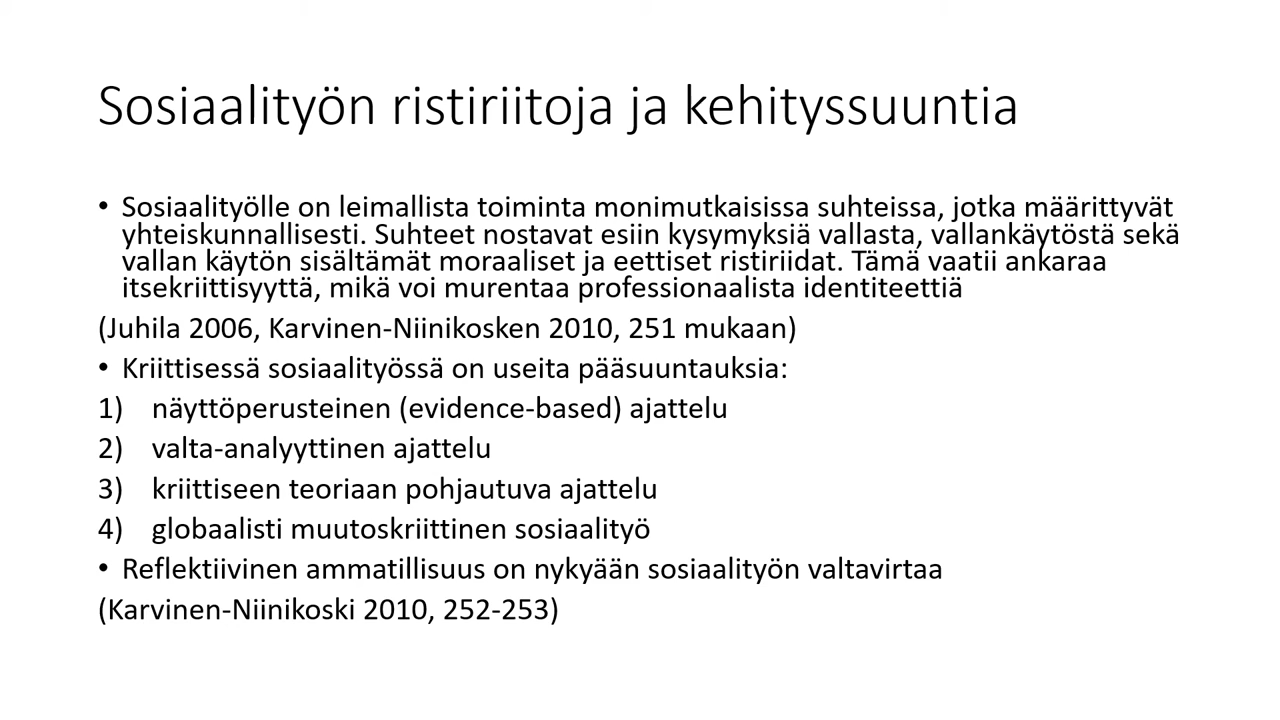 Sosiaalityön ristiriitoja ja kehityssuuntia
• Sosiaalityölle on leimallista toiminta monimutkaisissa suhteissa, jotka määrittyvät
yhteiskunnallisesti. Suhteet nostavat esiin kysymyksiä vallasta, vallankäytöstä sekä
vallan käytön sisältämät moraaliset ja eettiset ristiriidat. Tämä vaatii ankaraa
itsekriittisyyttä, mikä voi murentaa professionaalista identiteettiä
(Juhila 2006, Karvinen-Niinikosken 2010, 251 mukaan)
• Kriittisessä sosiaalityössä on useita pääsuuntauksia:
1) näyttöperusteinen (evidence-based) ajattelu
2) valta-analyyttinen ajattelu
3) kriittiseen teoriaan pohjautuva ajattelu
4) globaalisti muutoskriittinen sosiaalityö
• Reflektiivinen ammatillisuus on nykyään sosiaalityön valtavirtaa
(Karvinen-Niinikoski 2010, 252-253)